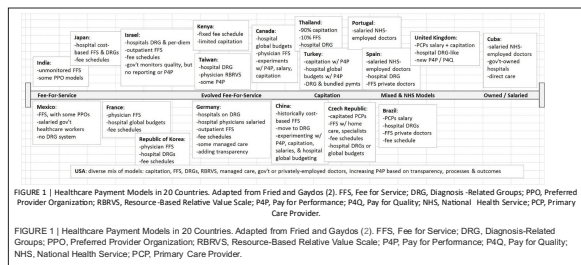 Japan:
-hospital cost-
based FFS & DRGs
-fee schedules
India:
-unmonitored FFS
-some PPO models
Israel:
-hospitals DRG & per-diem
-outpatient FFS
-fee schedules
-gov't monitors quality, but
no reporting or P4P
Kenya:
-fixed fee schedule
-limited capitation
Taiwan:
-hospital DRG
-physician RBRVS
-some P4P
Canada:
-hospital
global budgets
-physician FFS
-experiments
w/ P4P, salary,
capitation
Thailand:
-90% capitation
-10% FFS
-hospital DRG
Turkey:
-capitation w/ P4P
-hospital global
budgets w/ P4P
-DRG & bundled pymts
Portugal:
-salaried NHS-
employed doctors
Spain:
-salaried NHS-
employed doctors
-hospital DRG
-FFS private doctors
United Kingdom:
-PCPs salary + capitation
-hospital DRG-like
-new P4P / P4Q
Cuba:
-salaried NHS-
employed doctors
-gov't-owned
hospitals
-direct care
Fee-For-Service
Evolved Fee-For-Service
Capitation
Mixed & NHS Models
Owned / Salaried
Mexico:
-FFS, with some PPOs
-salaried gov't
healthcare workers
-no DRG system
France:
-physician FFS
-hospital global budgets
-fee schedules
Republic of Korea:
-physician FFS
-hospital DRG
-fee schedules
Germany:
-hospitals on DRG
-hospital physicians salaried
-outpatient FFS
-fee schedules
-some managed care
-adding transparency
China:
-historically cost-
based FFS
-move to DRG
-experimenting w/
P4P, capitation,
salaries, & hospital
global budgeting
Czech Republic:
-capitated PCPs
-FFS w/ home care,
specialists
-fee schedules
-hospital DRGs or
global budgets
Brazil:
-PCPs salary
-hospital DRGs
-FFS private doctors
-fee schedule
USA: diverse mix of models: capitation, FFS, DRGs, RBRVS, managed care, gov't or privately-employed doctors, increasing P4P based on transparency, processes & outcomes
FIGURE 1 | Healthcare Payment Models in 20 Countries. Adapted from Fried and Gaydos (2). FFS, Fee for Service; DRG, Diagnosis -Related Groups; PPO, Preferred
Provider Organization; RBRVS, Resource-Based Relative Value Scale; P4P, Pay for Performance; P4Q, Pay for Quality; NHS, National Health Service; PCP, Primary
Care Provider.
FIGURE 1 | Healthcare Payment Models in 20 Countries. Adapted from Fried and Gaydos (2). FFS, Fee for Service; DRG, Diagnosis-Related
Groups; PPO, Preferred Provider Organization; RBRVS, Resource-Based Relative Value Scale; P4P, Pay for Performance; P4Q, Pay for Quality;
NHS, National Health Service; PCP, Primary Care Provider.